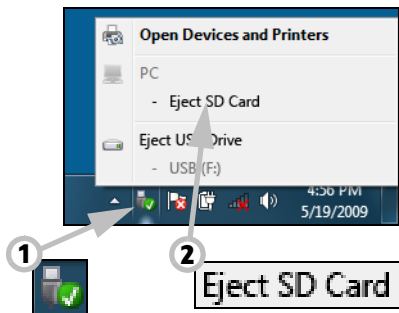 Open Devices and Printers
PC
- Eject SD Card
Eject USB Drive
- USB (F:)
4:56 PM
5/19/2009
1
2
Eject SD Card